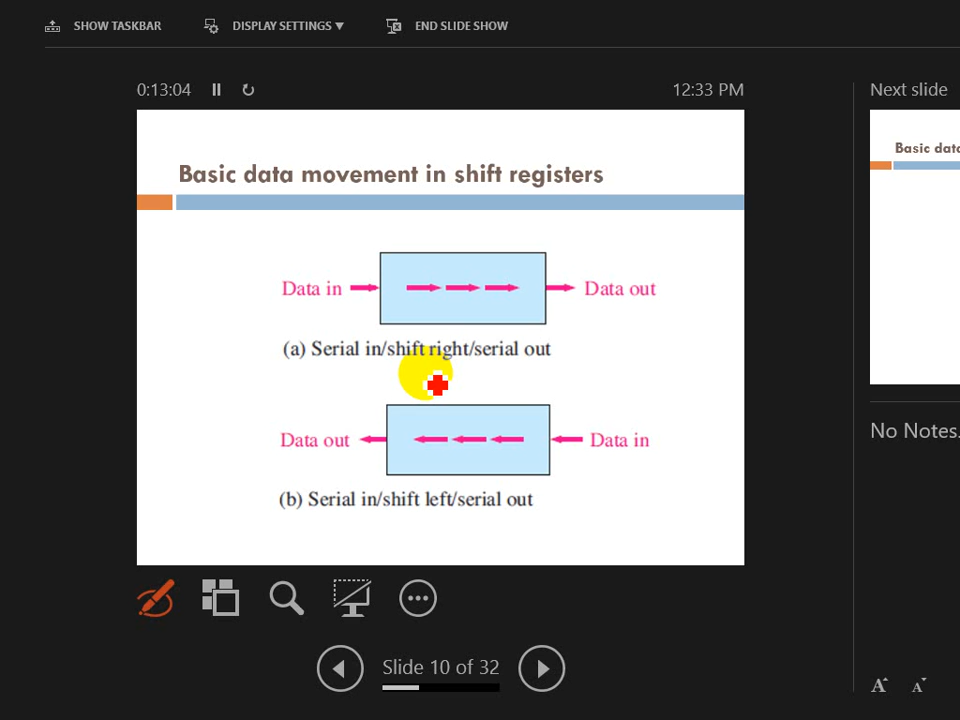 SHOW TASKBAR
DISPLAY SETTINGS ▼
END SLIDE SHOW
0:13:04
12:33 PM
Next slide
Basic data movement in shift registers
Data in
Data out
(a) Serial in/shift right/serial out
Data out
Data in
(b) Serial in/shift left/serial out
Basic data
No Notes.
Slide 10 of 32
A A